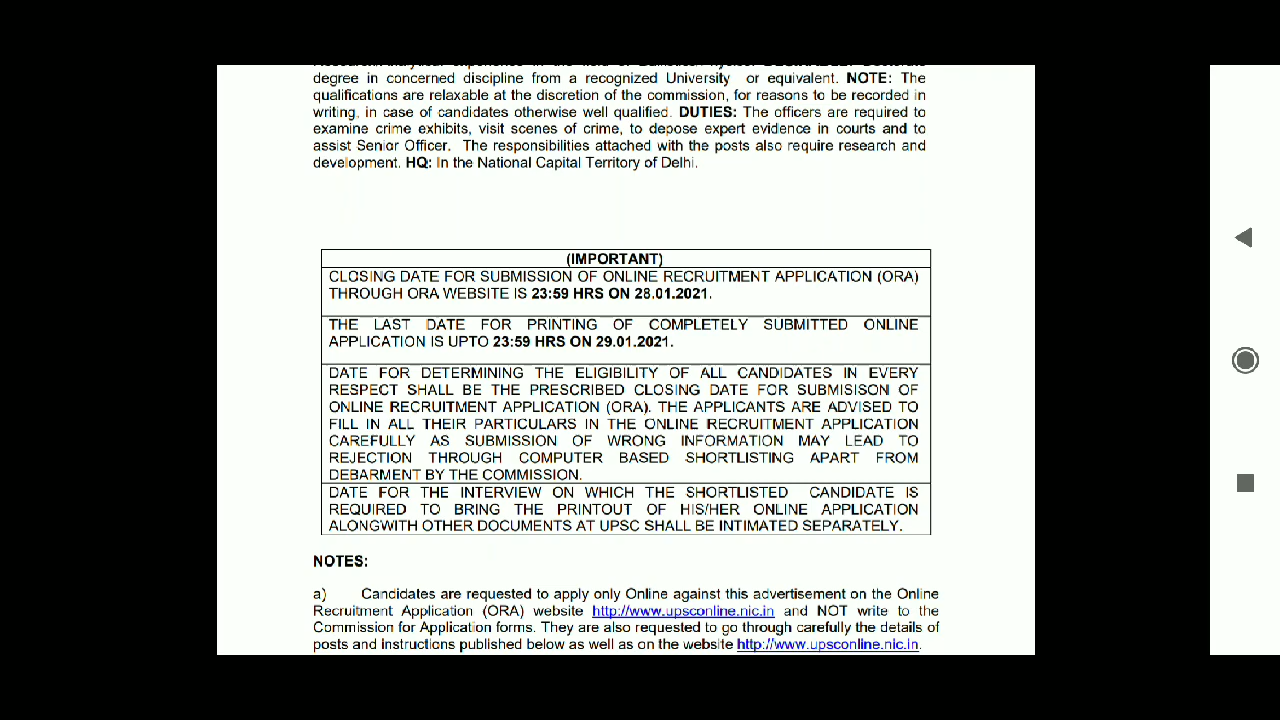 degree in concerned discipline from a recognized University or equivalent. NOTE: The
qualifications are relaxable at the discretion of the commission, for reasons to be recorded in
writing, in case of candidates otherwise well qualified. DUTIES: The officers are required to
examine crime exhibits, visit scenes of crime, to depose expert evidence in courts and to
assist Senior Officer. The responsibilities attached with the posts also require research and
development. HQ: In the National Capital Territory of Delhi.
(IMPORTANT)
CLOSING DATE FOR SUBMISSION OF ONLINE RECRUITMENT APPLICATION (ORA)
THROUGH ORA WEBSITE IS 23:59 HRS ON 28.01.2021.
THE LAST DATE FOR PRINTING OF COMPLETELY SUBMITTED ONLINE
APPLICATION IS UPTO 23:59 HRS ON 29.01.2021.
DATE FOR DETERMINING THE ELIGIBILITY OF ALL CANDIDATES IN EVERY
RESPECT SHALL BE THE PRESCRIBED CLOSING DATE FOR SUBMISISON OF
ONLINE RECRUITMENT APPLICATION (ORA). THE APPLICANTS ARE ADVISED TO
FILL IN ALL THEIR PARTICULARS IN THE ONLINE RECRUITMENT APPLICATION
CAREFULLY AS SUBMISSION OF WRONG INFORMATION MAY LEAD TO
REJECTION THROUGH COMPUTER BASED SHORTLISTING APART FROM
DEBARMENT BY THE COMMISSION.
DATE FOR THE INTERVIEW ON WHICH THE SHORTLISTED CANDIDATE IS
REQUIRED TO BRING THE PRINTOUT OF HIS/HER ONLINE APPLICATION
ALONGWITH OTHER DOCUMENTS AT UPSC SHALL BE INTIMATED SEPARATELY.
NOTES:
a) Candidates are requested to apply only Online against this advertisement on the Online
Recruitment Application (ORA) website http://www.upsconline.nic.in and NOT write to the
Commission for Application forms. They are also requested to go through carefully the details of
posts and instructions published below as well as on the website http://www.upsconline.nic.in.